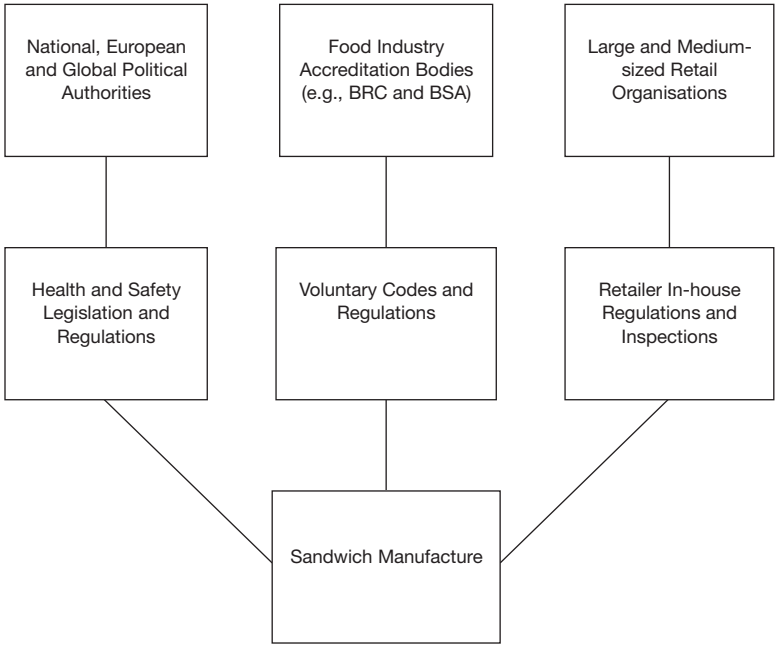 National, European
and Global Political
Authorities
Food Industry
Accreditation Bodies
(e.g., BRC and BSA)
Large and Medium-
sized Retail
Organisations
Health and Safety
Legislation and
Regulations
Voluntary Codes and
Regulations
Retailer In-house
Regulations and
Inspections
Sandwich Manufacture